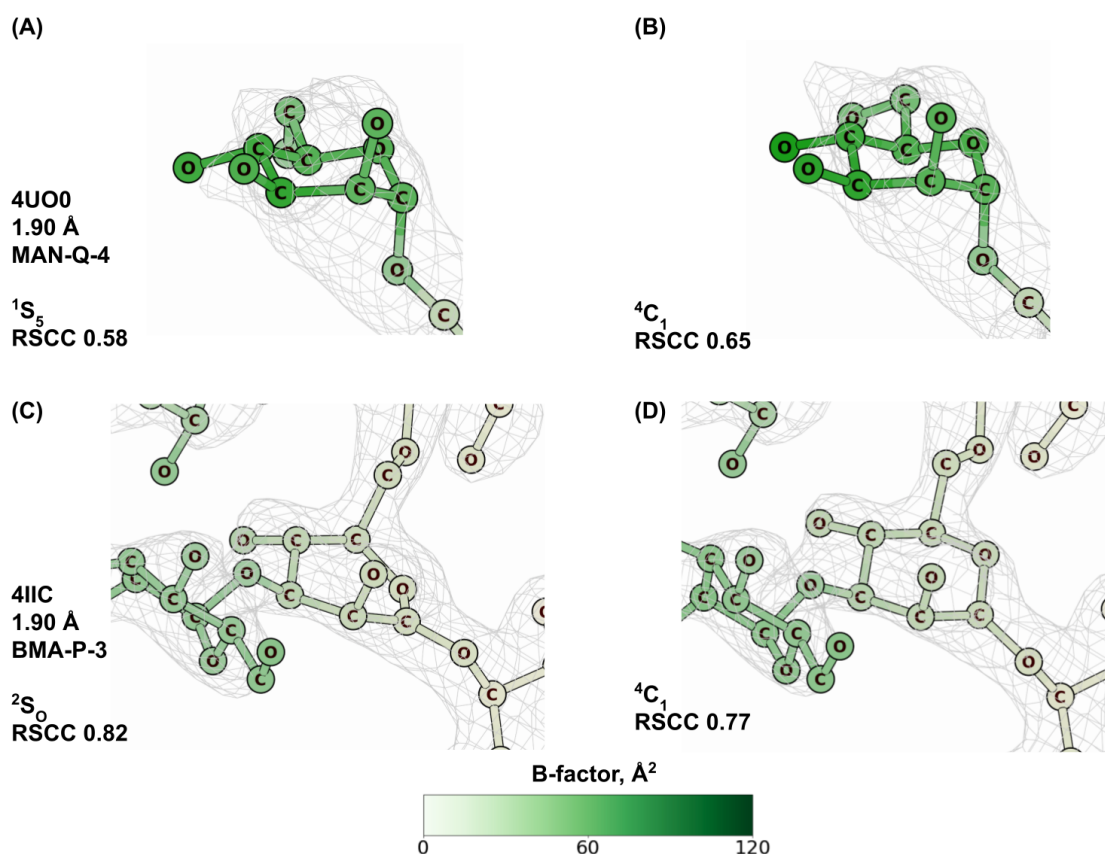 (A)
(B)
4UO0
1.90 Å
MAN-Q-4
¹S₅
RSCC 0.58
⁴C₁
RSCC 0.65
(C)
(D)
4IIC
1.90 Å
BMA-P-3
²S_O
RSCC 0.82
⁴C₁
RSCC 0.77
B-factor, Å²
0
60
120